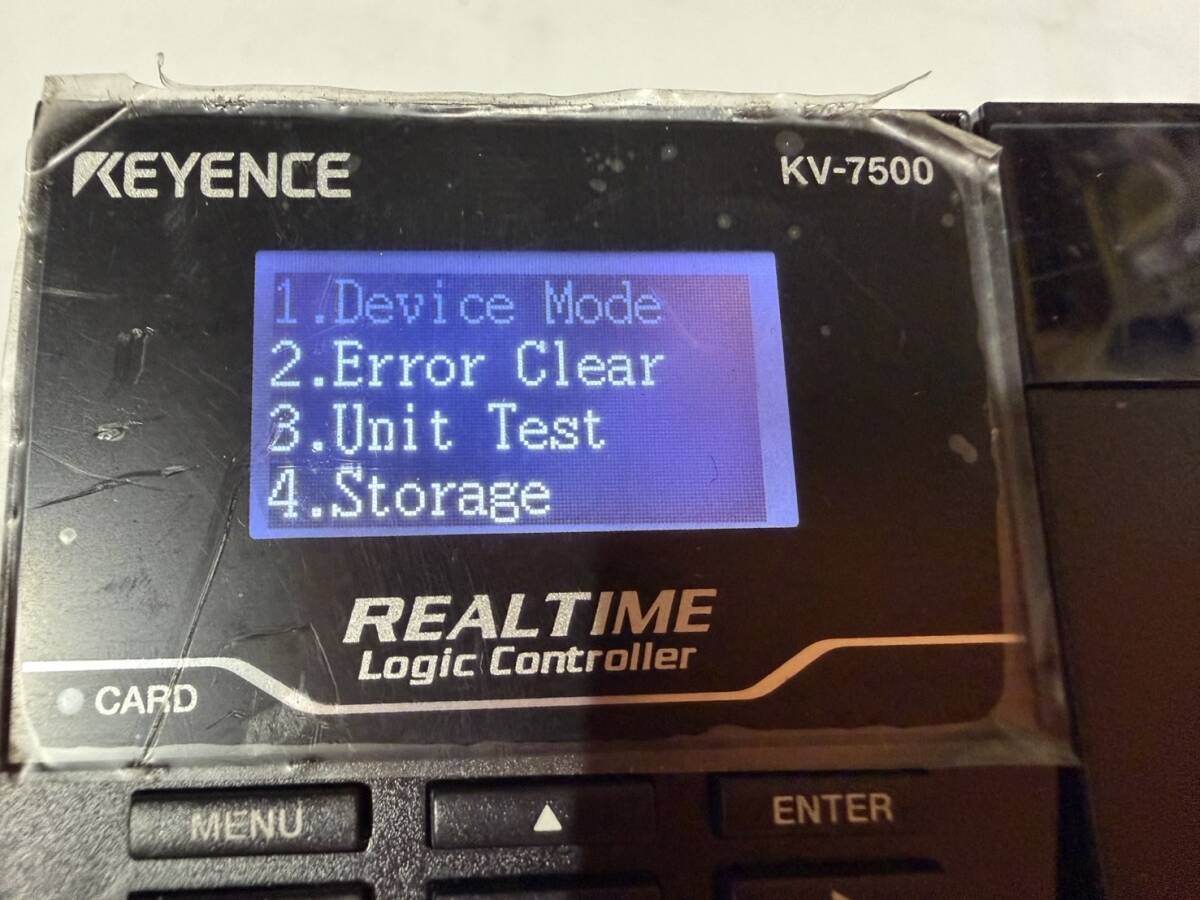 KEYENCE
KV-7500
1.Device Mode
2.Error Clear
3.Unit Test
4.Storage
REALTIME
Logic Controller
CARD
MENU ▲ ENTER